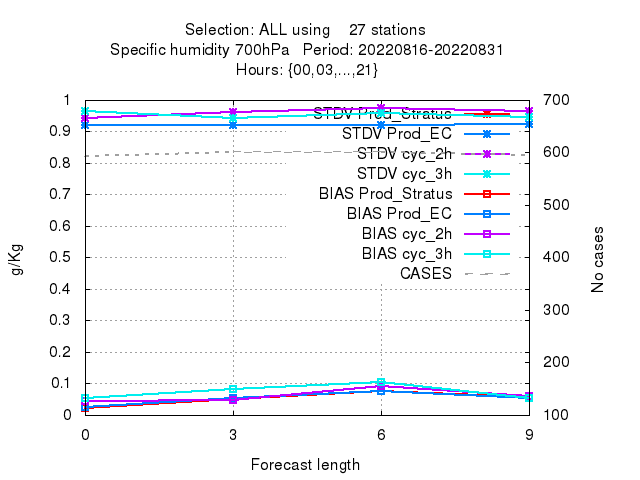 Selection: ALL using 27 stations
Specific humidity 700hPa Period: 20220816-20220831
Hours: {00,03,...,21}
1
0.9
0.8
0.7
0.6
0.5
0.4
0.3
0.2
0.1
0
g/Kg
STDV Prod_Stratus
STDV Prod_EC
STDV cyc_2h
STDV cyc_3h
BIAS Prod_Stratus
BIAS Prod_EC
BIAS cyc_2h
BIAS cyc_3h
CASES
700
600
500
400
300
200
100
No cases
0 3 6 9
Forecast length